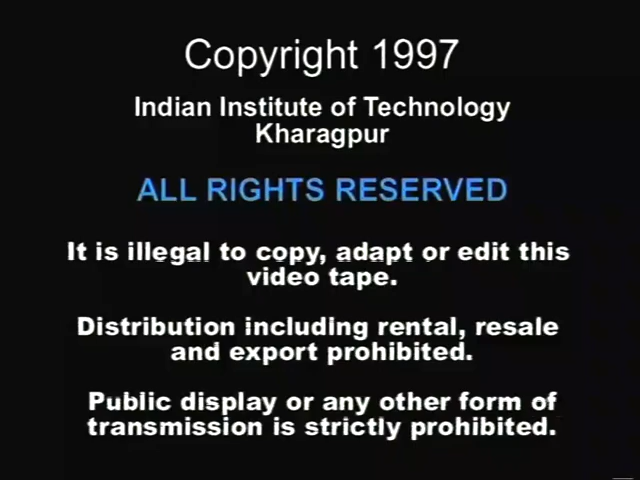 Copyright 1997
Indian Institute of Technology
Kharagpur
ALL RIGHTS RESERVED
It is illegal to copy, adapt or edit this
video tape.
Distribution including rental, resale
and export prohibited.
Public display or any other form of
transmission is strictly prohibited.